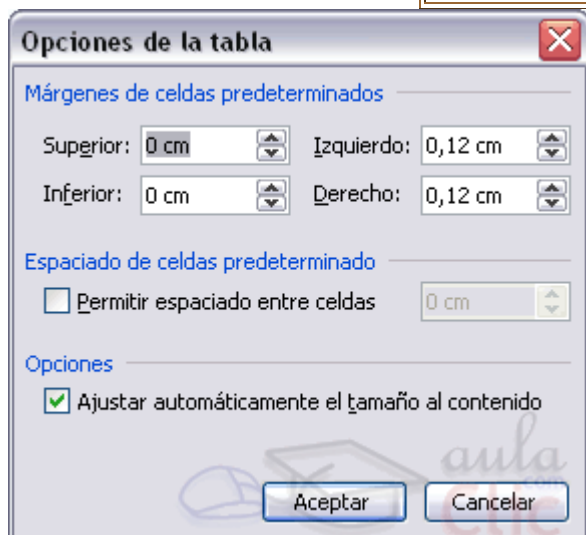 Opciones de la tabla
Márgenes de celdas predeterminados
Superior: 0 cm Izquierdo: 0,12 cm
Inferior: 0 cm Derecho: 0,12 cm
Espaciado de celdas predeterminado
Permitir espaciado entre celdas 0 cm
Opciones
Ajustar automáticamente el tamaño al contenido
aula
.com
Clic
Aceptar Cancelar